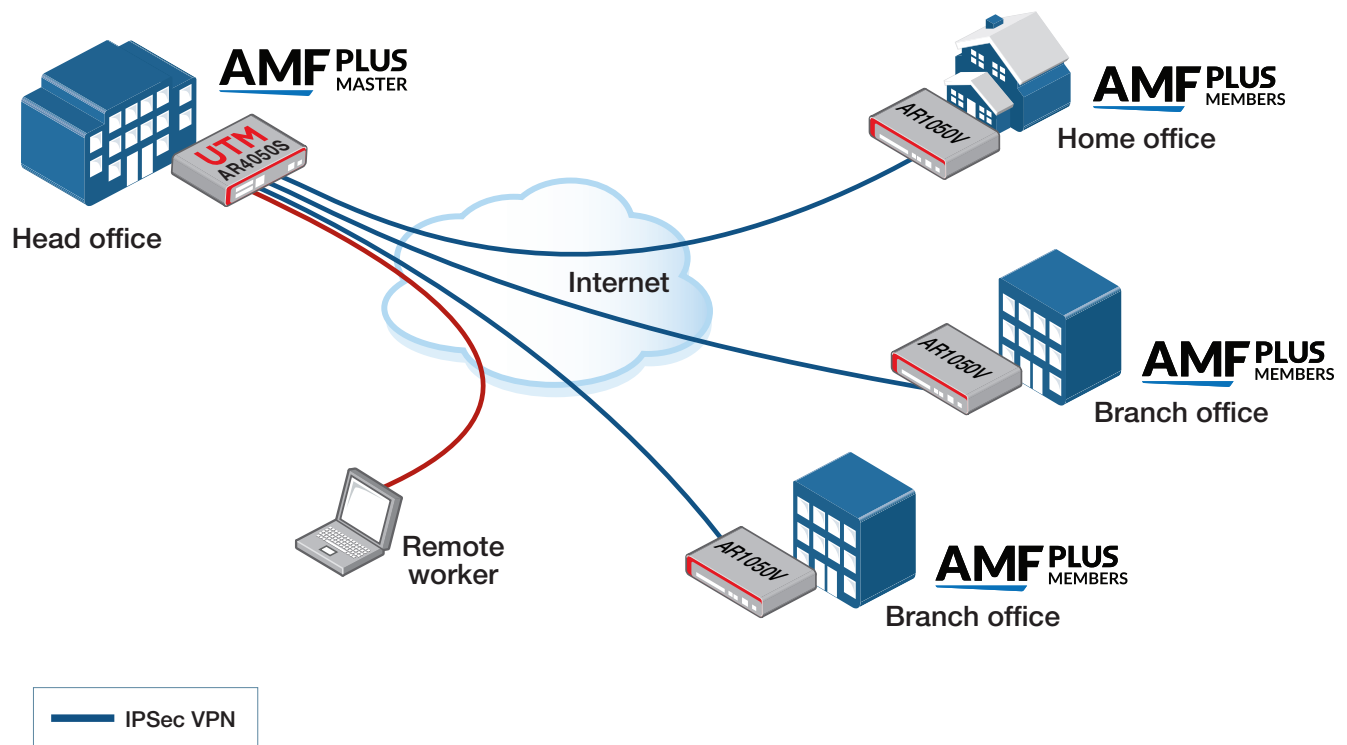 AMF PLUS
MASTER
UTM
AR4050S
Head office
AR1050V
AMF PLUS
MEMBERS
Home office
Internet
AR1050V
AMF PLUS
MEMBERS
Branch office
Remote
worker
AR1050V
AMF PLUS
MEMBERS
Branch office
IPSec VPN